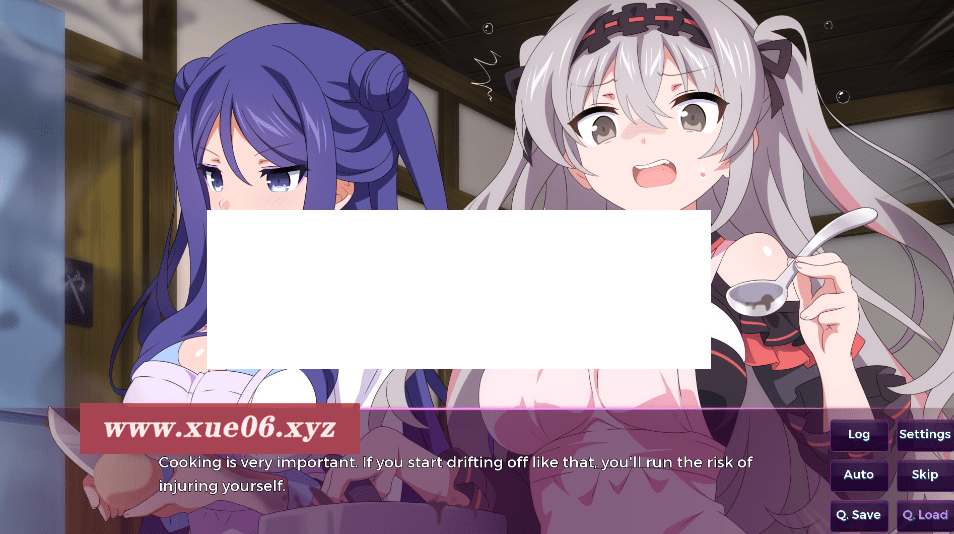 www.xue06.xyz
Cooking is very important. If you start drifting off like that, you'll run the risk of
injuring yourself.
Log
Settings
Auto
Skip
Q. Save
Q. Load